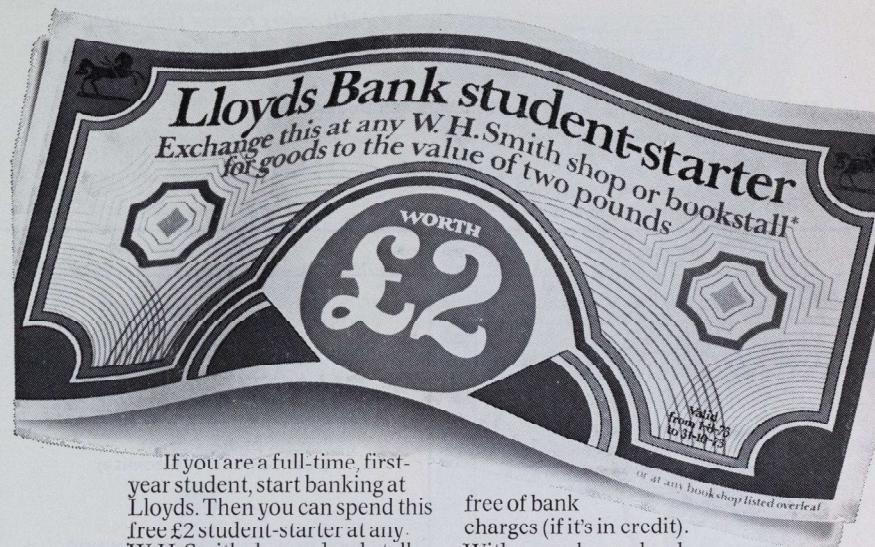 Lloyds Bank student-starter
Exchange this at any W.H.Smith shop or bookstall*
for goods to the value of two pounds
WORTH
£2
Valid
from
to
or at any bookshop listed overleaf
If you are a full-time, first-
year student, start banking at
Lloyds. Then you can spend this
free £2 student-starter at any
free of bank
charges (if it's in credit).